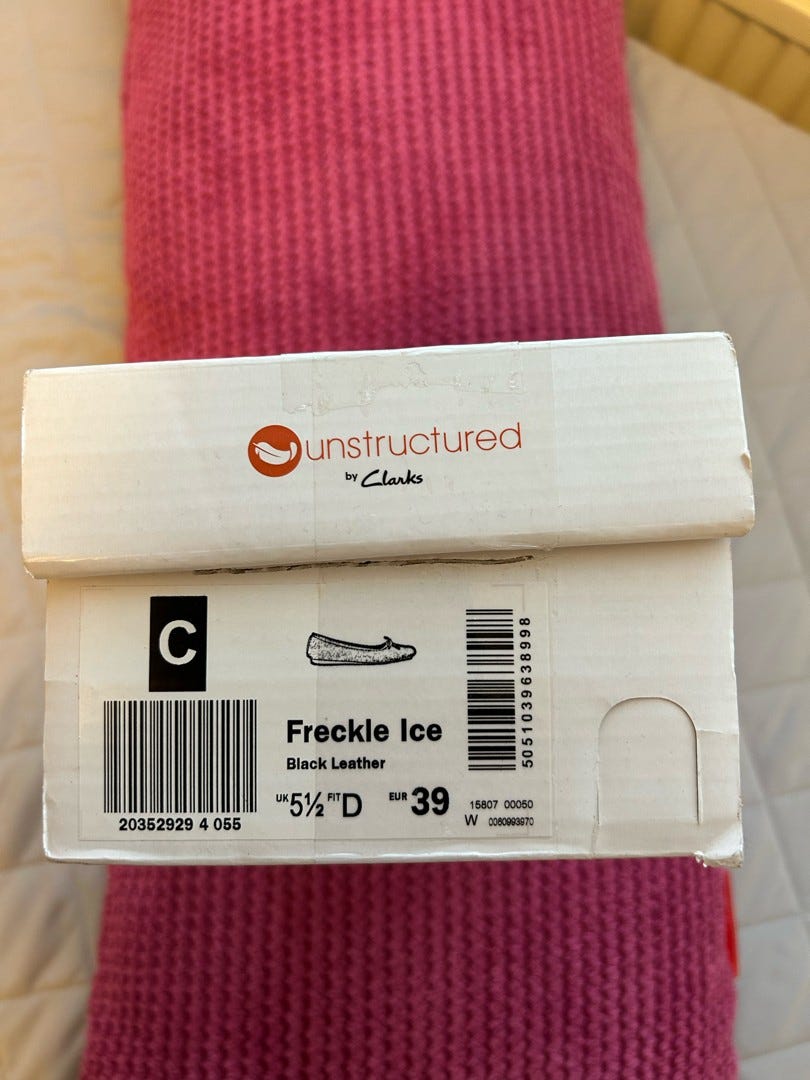 unstructured
by Clarks
C
Freckle Ice
Black Leather
UK 5½ FIT D EUR 39
20352929 4 055
5051039638998
15807 00050
W 0060993970